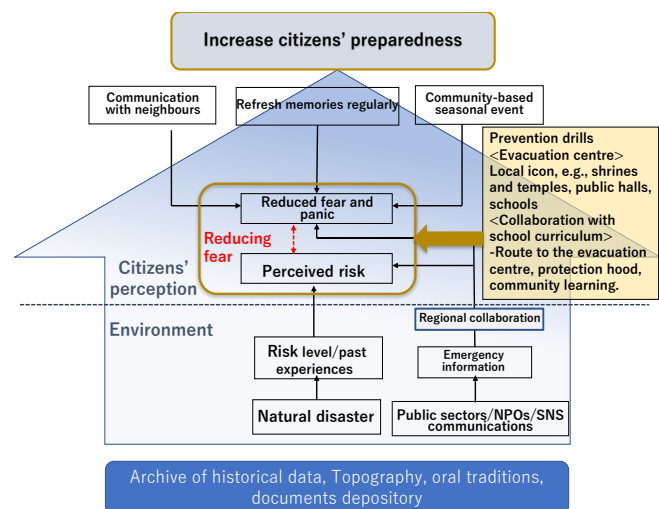 Increase citizens' preparedness
Communication
with neighbours
Refresh memories regularly
Community-based
seasonal event
Prevention drills
<Evacuation centre>
Local icon, e.g., shrines
and temples, public halls,
schools
<Collaboration with
school curriculum>
-Route to the evacuation
centre, protection hood,
community learning.
Reduced fear and
panic
Reducing
fear
Perceived risk
Citizens'
perception
Environment
Regional collaboration
Risk level/past
experiences
Emergency
information
Natural disaster
Public sectors/NPOs/SNS
communications
Archive of historical data, Topography, oral traditions,
documents depository